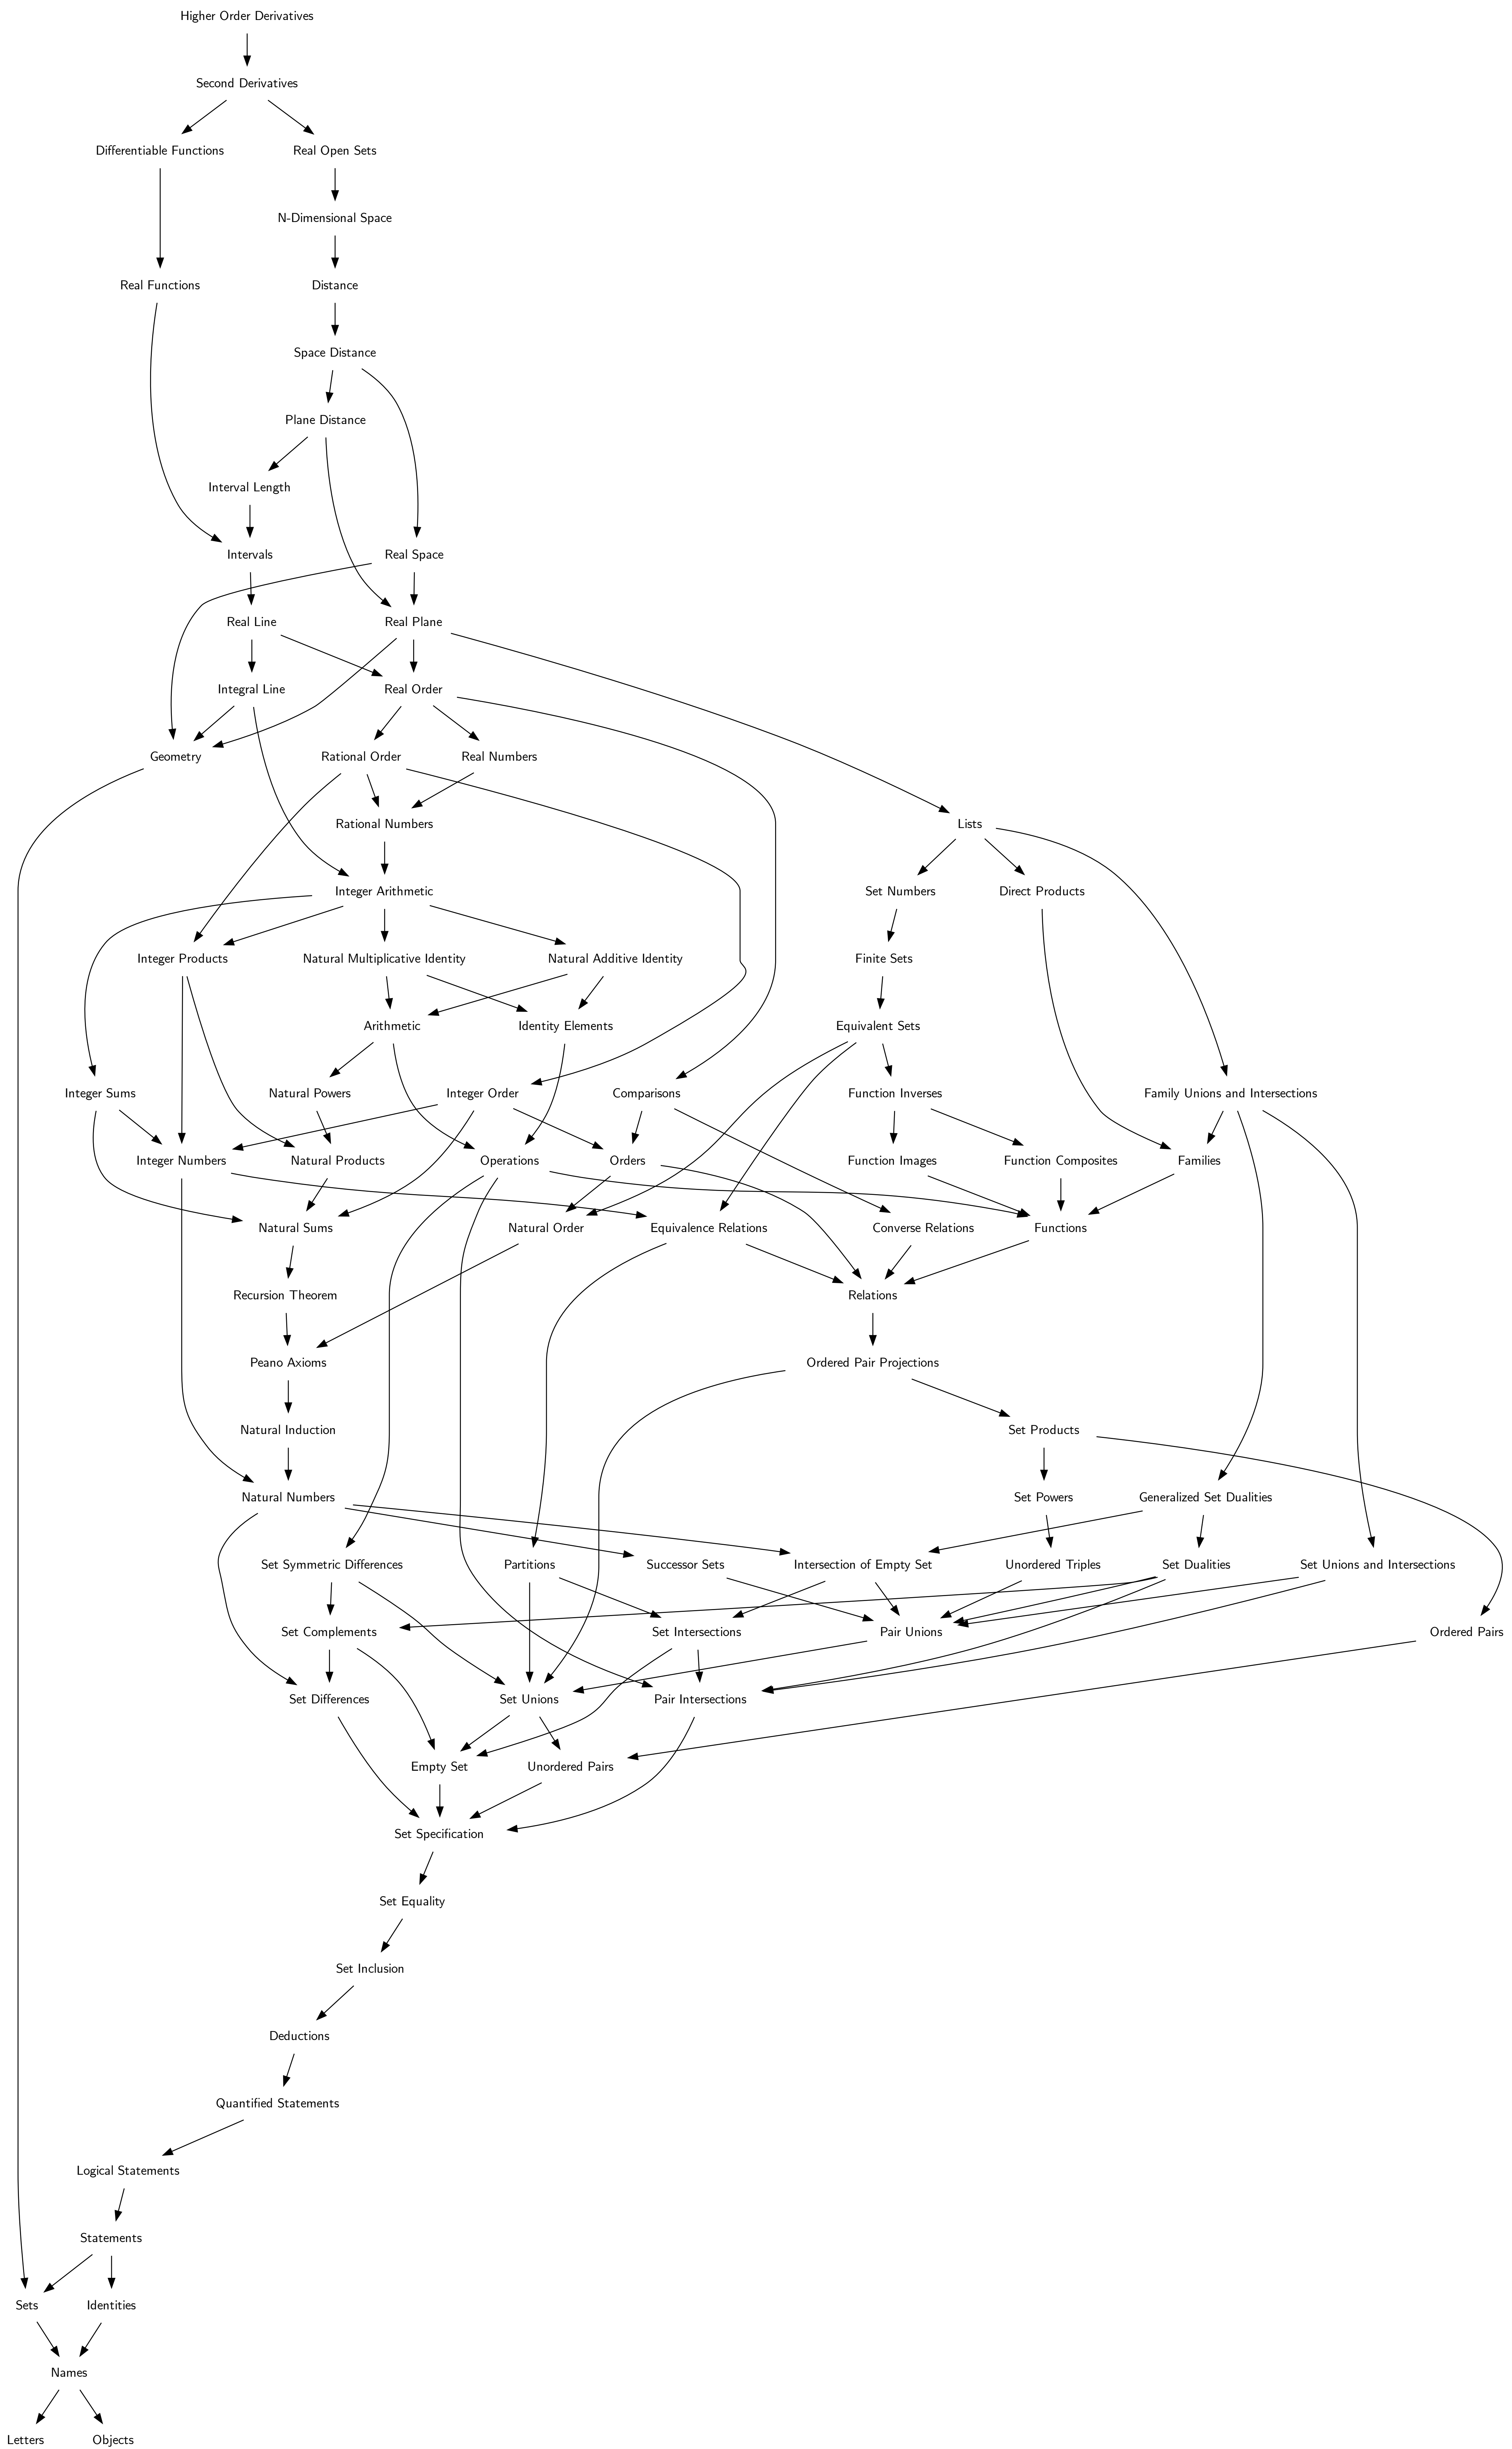 Higher Order Derivatives
Second Derivatives
Differentiable Functions
Real Open Sets
N-Dimensional Space
Real Functions
Distance
Space Distance
Plane Distance
Interval Length
Intervals
Real Space
Real Line
Real Plane
Integral Line
Real Order
Geometry
Rational Order
Real Numbers
Rational Numbers
Lists
Integer Arithmetic
Set Numbers
Direct Products
Integer Products
Natural Multiplicative Identity
Natural Additive Identity
Finite Sets
Arithmetic
Identity Elements
Equivalent Sets
Integer Sums
Natural Powers
Integer Order
Comparisons
Function Inverses
Family Unions and Intersections
Integer Numbers
Natural Products
Operations
Orders
Function Images
Function Composites
Families
Natural Sums
Natural Order
Equivalence Relations
Converse Relations
Functions
Recursion Theorem
Relations
Peano Axioms
Ordered Pair Projections
Natural Induction
Set Products
Natural Numbers
Set Powers
Generalized Set Dualities
Set Symmetric Differences
Partitions
Successor Sets
Intersection of Empty Set
Unordered Triples
Set Dualities
Set Unions and Intersections
Set Complements
Set Intersections
Pair Unions
Ordered Pairs
Set Differences
Set Unions
Pair Intersections
Empty Set
Unordered Pairs
Set Specification
Set Equality
Set Inclusion
Deductions
Quantified Statements
Logical Statements
Statements
Sets
Identities
Names
Letters
Objects